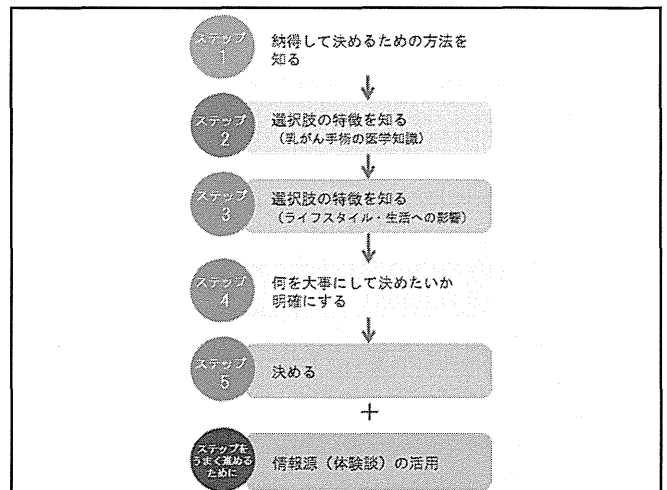 ステップ
1
納得して決めるための方法を
知る
ステップ
2
選択肢の特徴を知る
(乳がん手術の医学知識)
ステップ
3
選択肢の特徴を知る
(ライフスタイル・生活への影響)
ステップ
4
何を大事にして決めたいか
明確にする
ステップ
5
決める
+
ステップを
うまく進める
ために
情報源(体験談)の活用